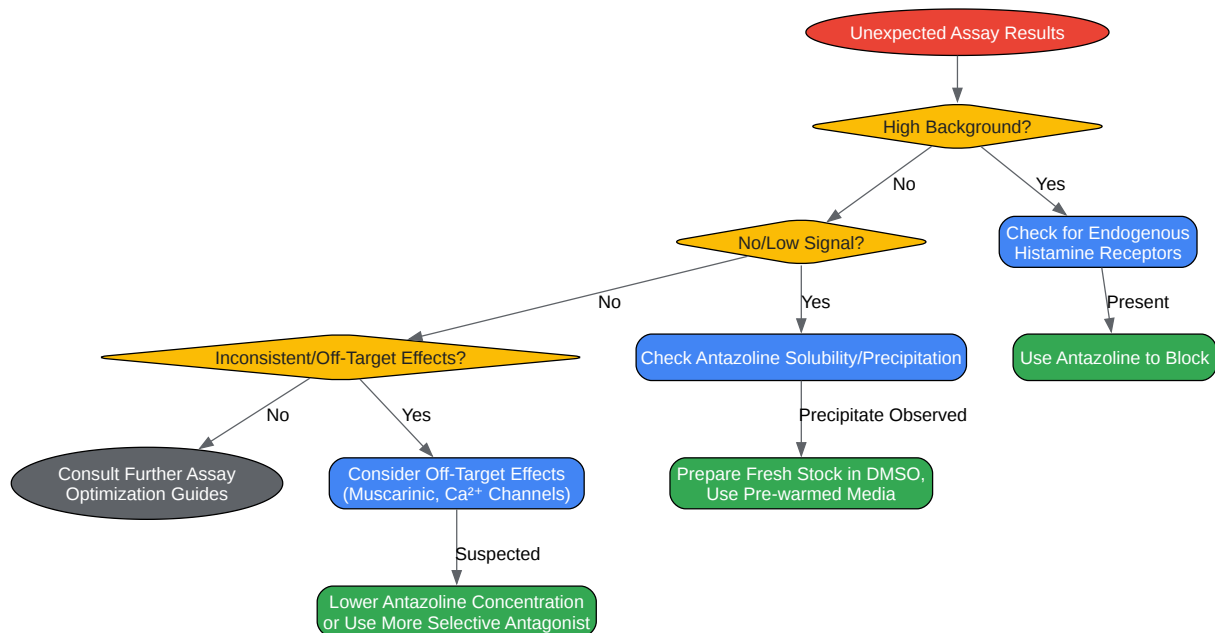 Unexpected Assay Results
High Background?
No
Yes
No/Low Signal?
Check for Endogenous
Histamine Receptors
No
Yes
Present
Inconsistent/Off-Target Effects?
Check Antazoline Solubility/Precipitation
Use Antazoline to Block
No
Yes
Precipitate Observed
Consult Further Assay
Optimization Guides
Consider Off-Target Effects
(Muscarinic, Ca²⁺ Channels)
Prepare Fresh Stock in DMSO,
Use Pre-warmed Media
Suspected
Lower Antazoline Concentration
or Use More Selective Antagonist